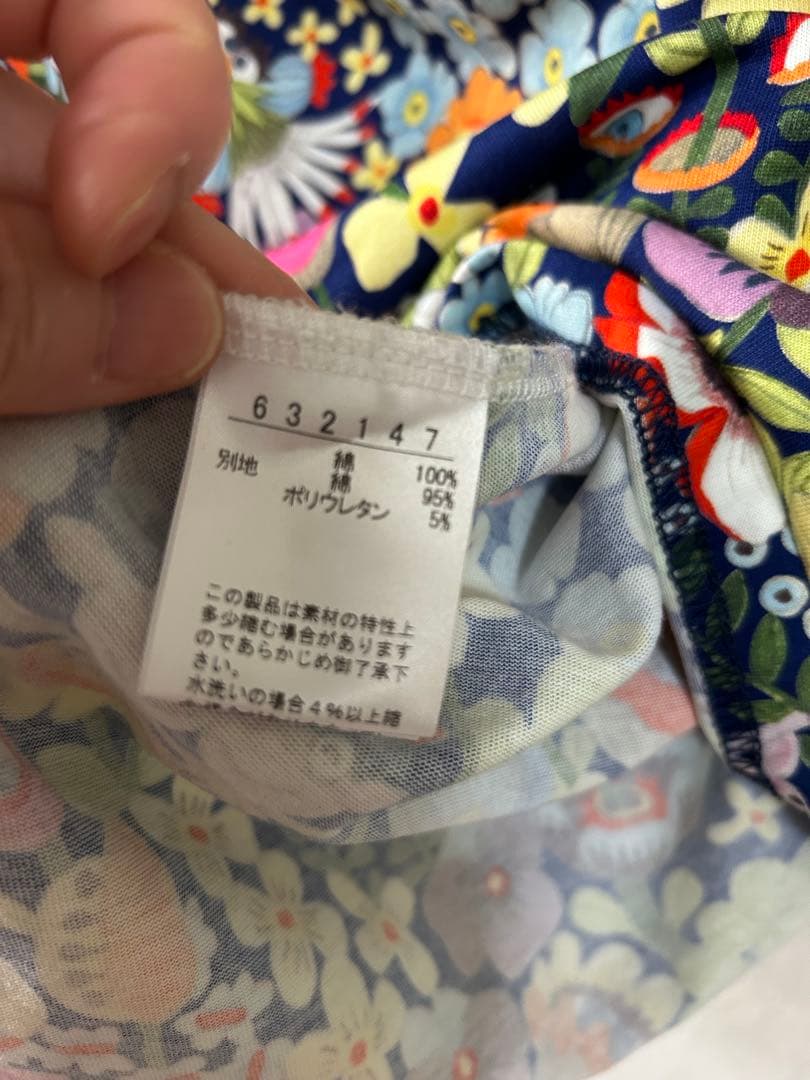 632147
綿 100%
別地 綿 95%
ポリウレタン 5%
この製品は素材の特性上
多少縮む場合があります
のであらかじめ御了承下
さい。
水洗いの場合4%以上縮